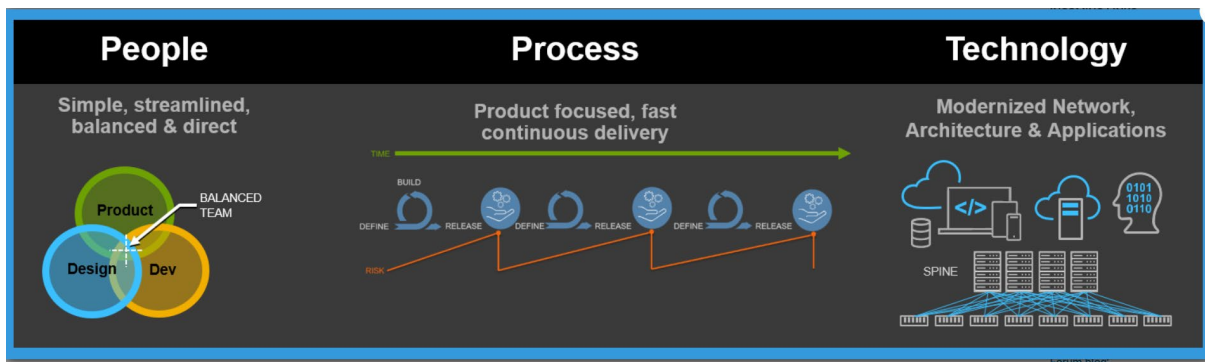 People
Simple, streamlined,
balanced & direct
Product
BALANCED
TEAM
Design
Dev
Process
Product focused, fast
continuous delivery
TIME
BUILD
DEFINE
RELEASE
DEFINE
RELEASE
DEFINE
RELEASE
RISK
Technology
Modernized Network,
Architecture & Applications
</>
0101
1010
0110
SPINE